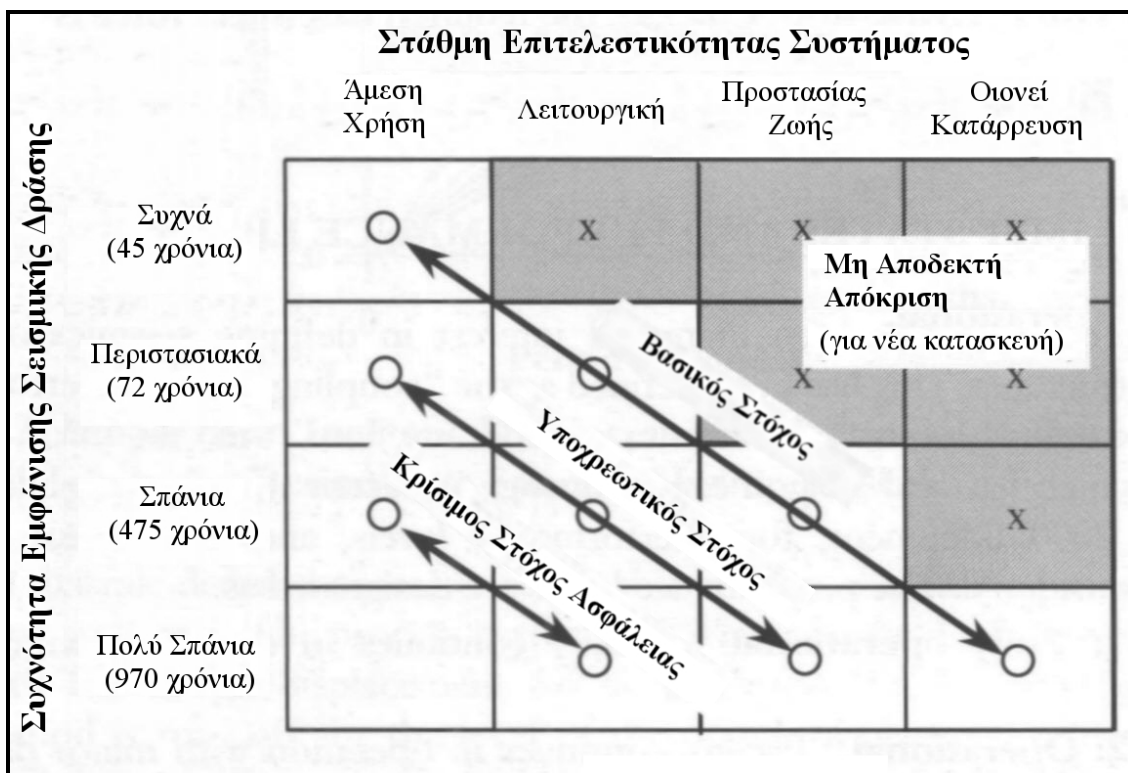 Στάθμη Επιτελεστικότητας Συστήματος
Άμεση
Χρήση
Λειτουργική
Προστασίας
Ζωής
Οιονεί
Κατάρρευση
Συχνότητα Εμφάνισης Σεισμικής Δράσης
Συχνά
(45 χρόνια)
x
x
x
Μη Αποδεκτή
Απόκριση
(για νέα κατασκευή)
Περιστασιακά
(72 χρόνια)
x
x
Βασικός Στόχος
Υποχρεωτικός Στόχος
Κρίσιμος Στόχος Ασφάλειας
Σπάνια
(475 χρόνια)
x
Πολύ Σπάνια
(970 χρόνια)